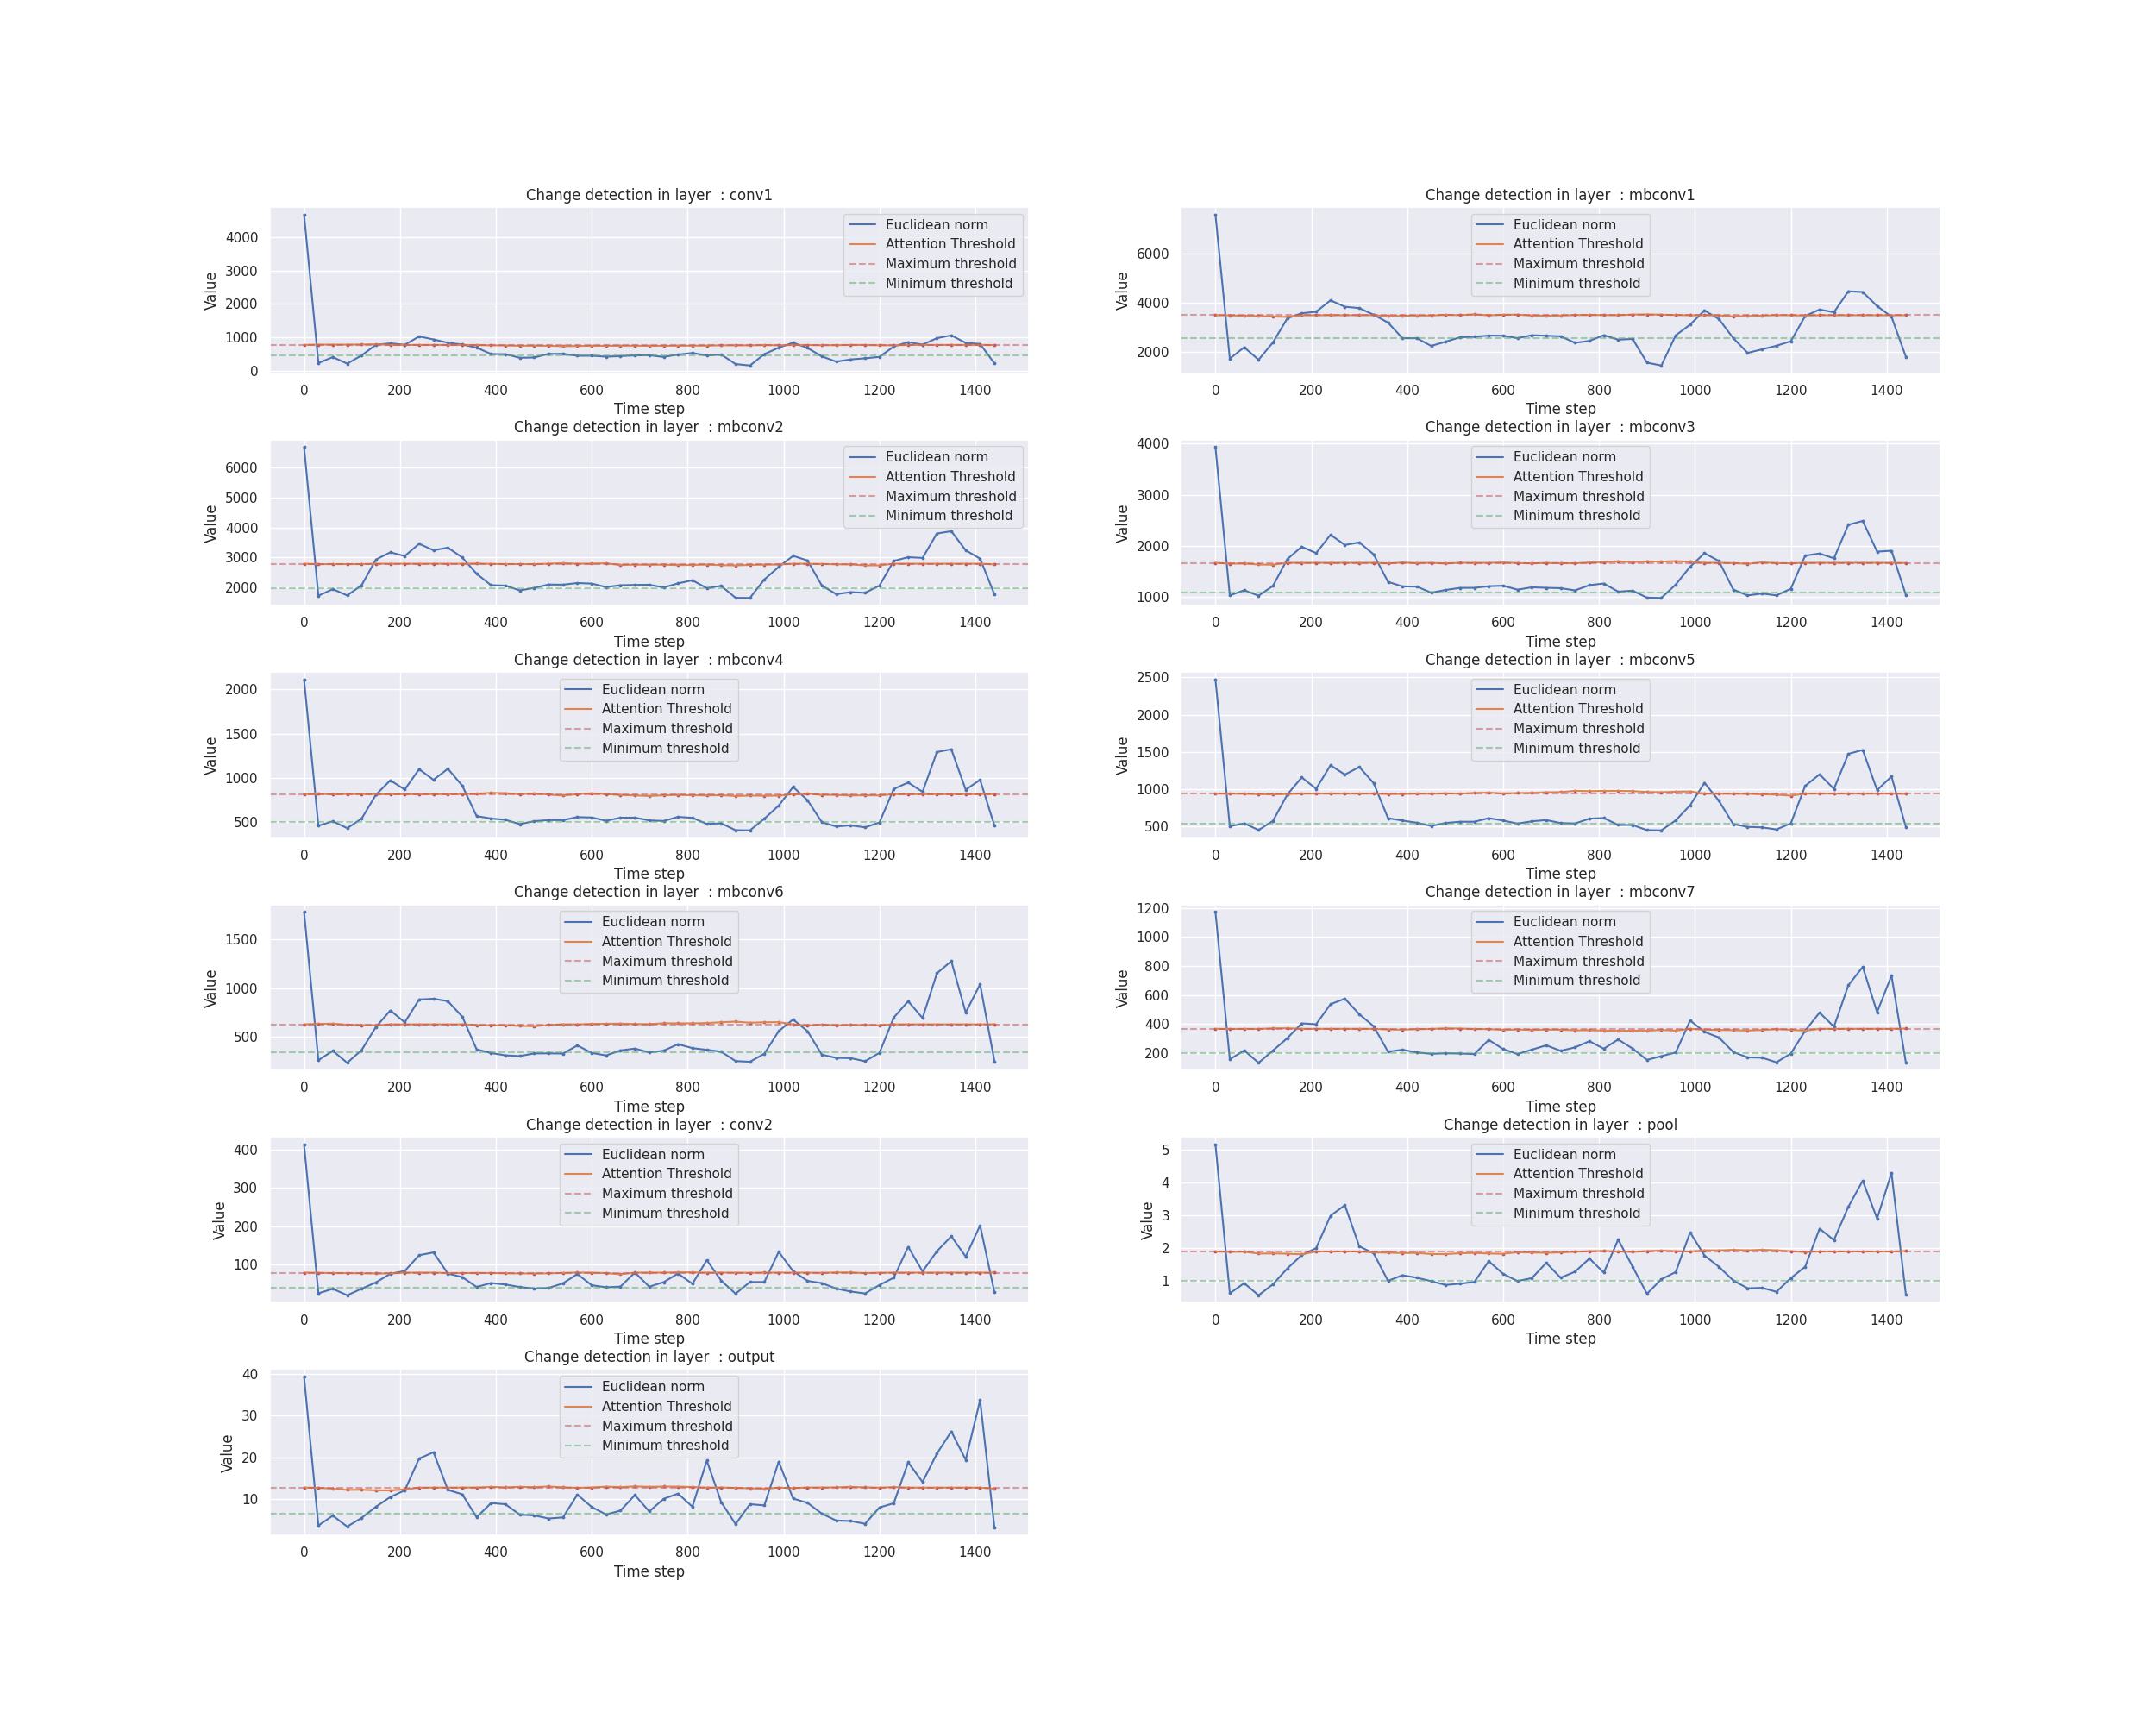 Change detection in layer : conv1
Value
4000
3000
2000
1000
0
Euclidean norm
Attention Threshold
Maximum threshold
Minimum threshold
0 200 400 600 800 1000 1200 1400
Time step
Change detection in layer : mbconv1
Value
6000
4000
2000
Euclidean norm
Attention Threshold
Maximum threshold
Minimum threshold
0 200 400 600 800 1000 1200 1400
Time step
Change detection in layer : mbconv2
Value
6000
5000
4000
3000
2000
Euclidean norm
Attention Threshold
Maximum threshold
Minimum threshold
0 200 400 600 800 1000 1200 1400
Time step
Change detection in layer : mbconv3
Value
4000
3000
2000
1000
Euclidean norm
Attention Threshold
Maximum threshold
Minimum threshold
0 200 400 600 800 1000 1200 1400
Time step
Change detection in layer : mbconv4
Value
2000
1500
1000
500
Euclidean norm
Attention Threshold
Maximum threshold
Minimum threshold
0 200 400 600 800 1000 1200 1400
Time step
Change detection in layer : mbconv5
Value
2500
2000
1500
1000
500
Euclidean norm
Attention Threshold
Maximum threshold
Minimum threshold
0 200 400 600 800 1000 1200 1400
Time step
Change detection in layer : mbconv6
Value
1500
1000
500
Euclidean norm
Attention Threshold
Maximum threshold
Minimum threshold
0 200 400 600 800 1000 1200 1400
Time step
Change detection in layer : mbconv7
Value
1200
1000
800
600
400
200
Euclidean norm
Attention Threshold
Maximum threshold
Minimum threshold
0 200 400 600 800 1000 1200 1400
Time step
Change detection in layer : conv2
Value
400
300
200
100
Euclidean norm
Attention Threshold
Maximum threshold
Minimum threshold
0 200 400 600 800 1000 1200 1400
Time step
Change detection in layer : pool
Value
5
4
3
2
1
Euclidean norm
Attention Threshold
Maximum threshold
Minimum threshold
0 200 400 600 800 1000 1200 1400
Time step
Change detection in layer : output
Value
40
30
20
10
Euclidean norm
Attention Threshold
Maximum threshold
Minimum threshold
0 200 400 600 800 1000 1200 1400
Time step